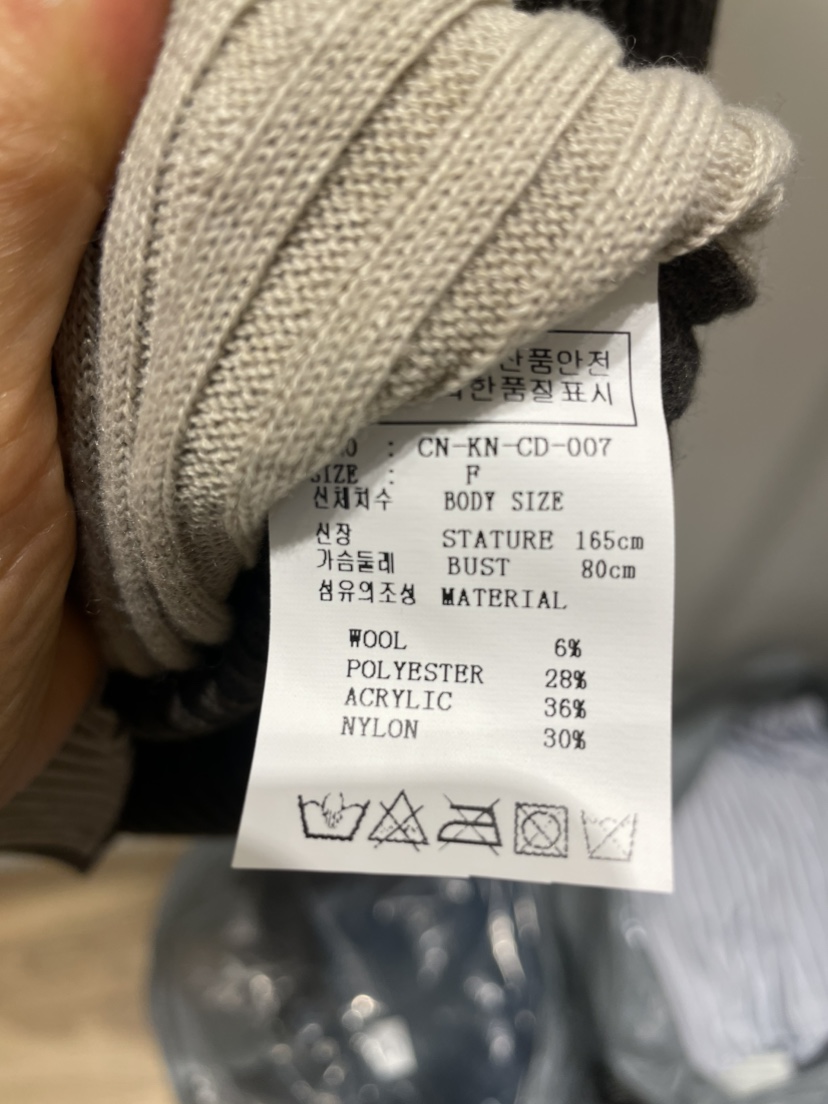 산품안전
한품질표시
: CN-KN-CD-007
SIZE : F
신체치수 BODY SIZE
신장 STATURE 165cm
가슴둘레 BUST 80cm
섬유의조성 MATERIAL
WOOL 6%
POLYESTER 28%
ACRYLIC 36%
NYLON 30%